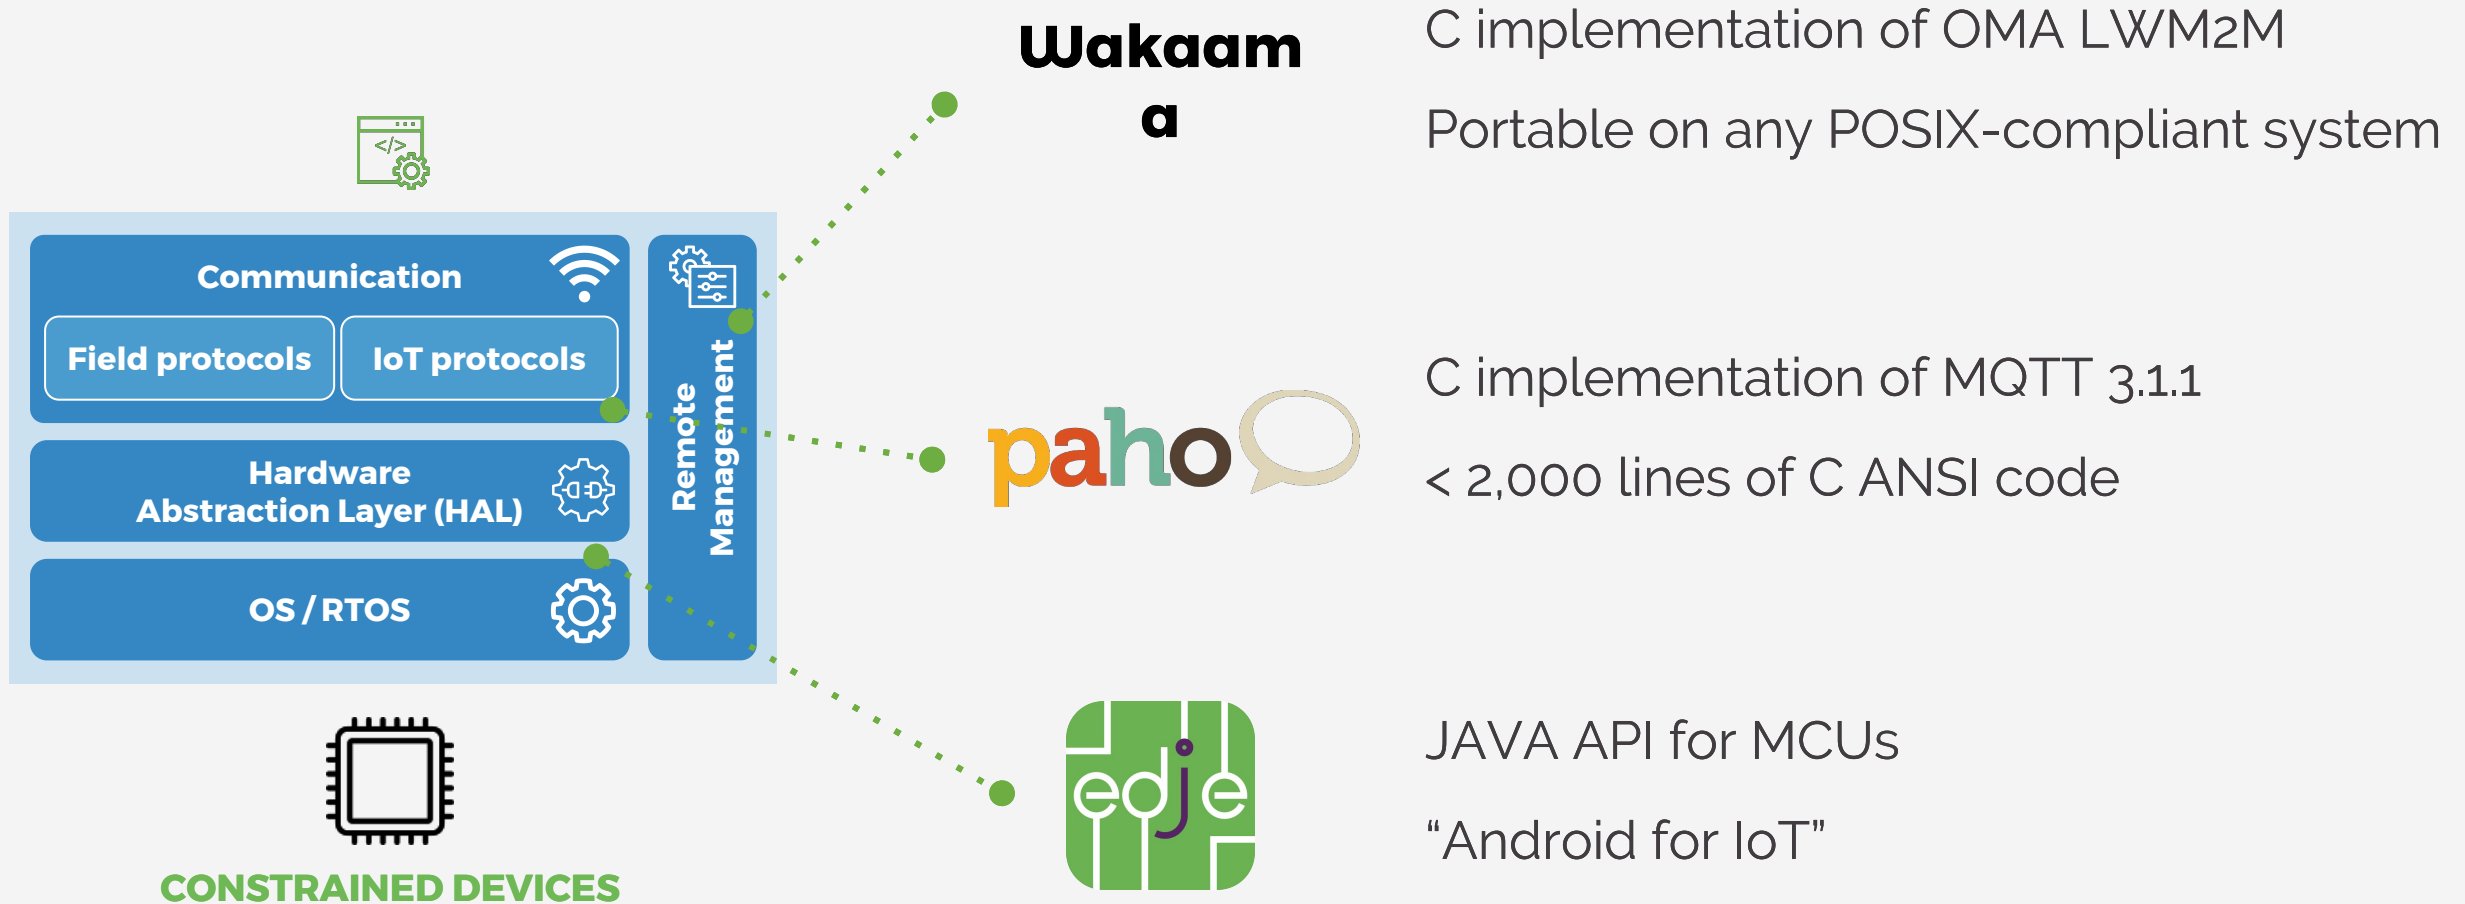 Communication
Field protocols
IoT protocols
Remote
Management
Hardware
Abstraction Layer (HAL)
OS / RTOS
CONSTRAINED DEVICES
</>
Wakaam
a
C implementation of OMA LWM2M
Portable on any POSIX-compliant system
paho
C implementation of MQTT 3.1.1
< 2,000 lines of C ANSI code
edje
JAVA API for MCUs
“Android for IoT”